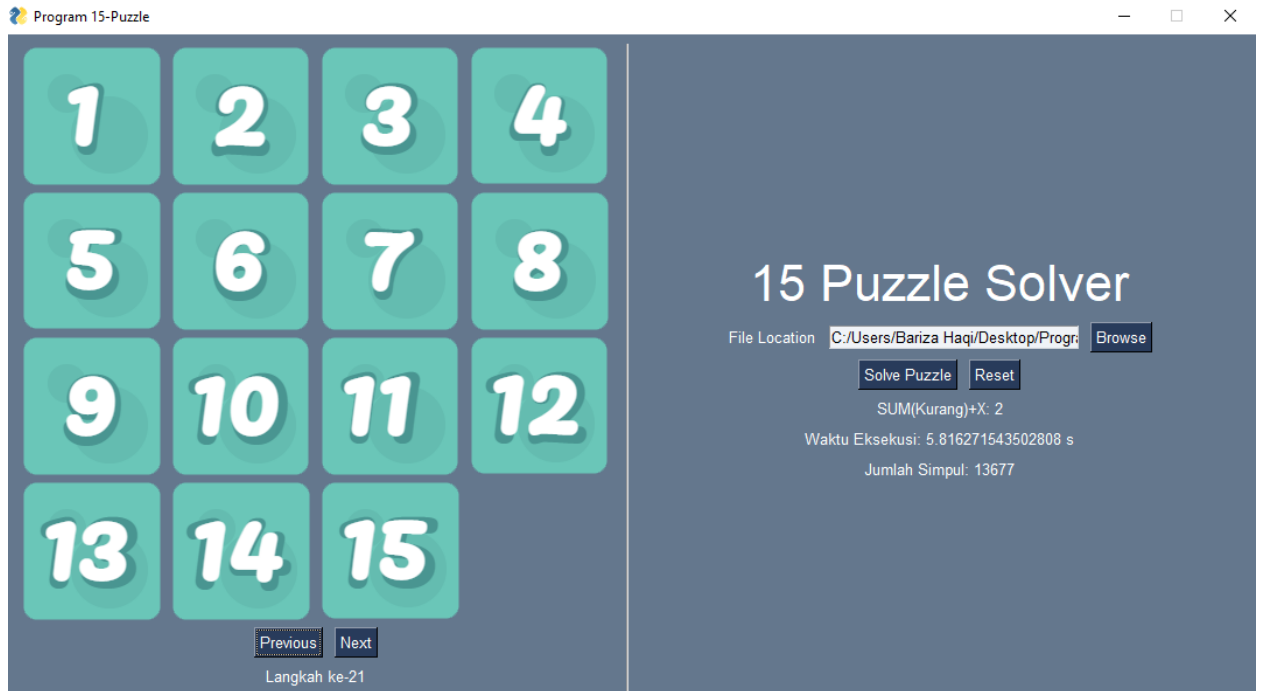 Program 15-Puzzle
1 2 3 4
5 6 7 8
9 10 11 12
13 14 15
Previous Next
Langkah ke-21
15 Puzzle Solver
File Location C:/Users/Bariza Haqi/Desktop/Progra Browse
Solve Puzzle Reset
SUM(Kurang)+X: 2
Waktu Eksekusi: 5.816271543502808 s
Jumlah Simpul: 13677